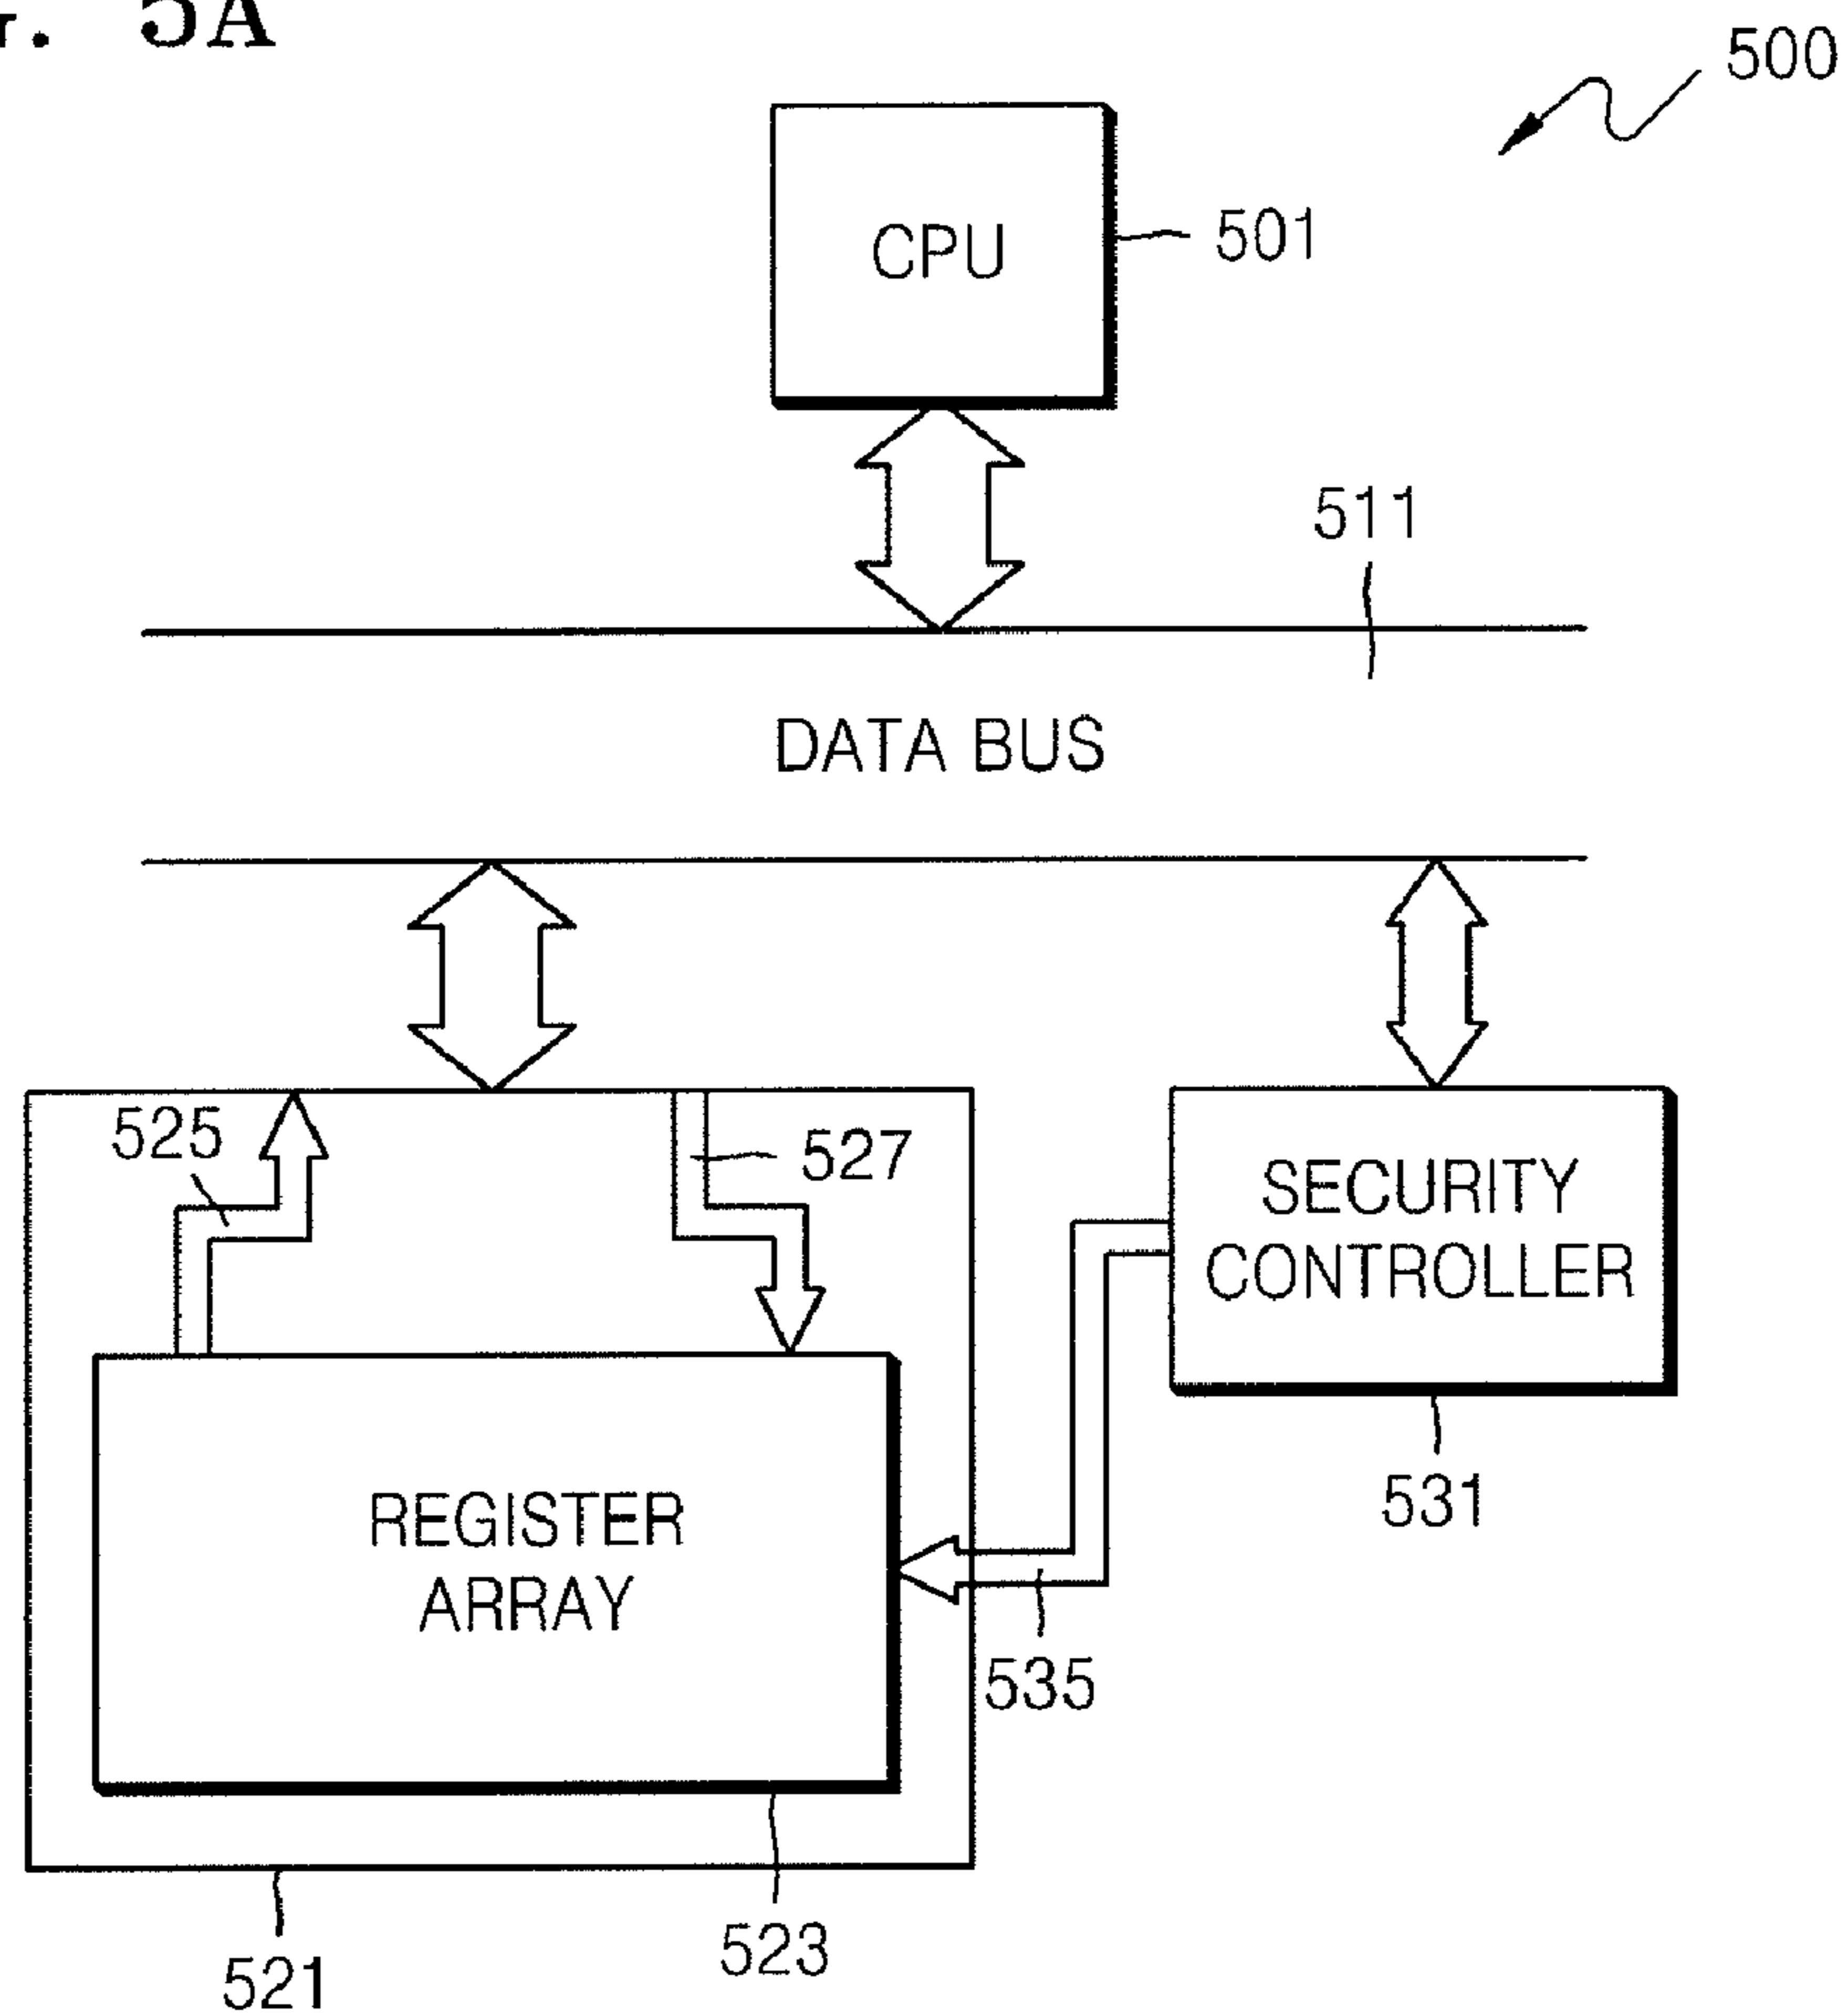 5A
500
CPU
501
511
DATA BUS
525
527
SECURITY
CONTROLLER
531
REGISTER
ARRAY
535
523
521